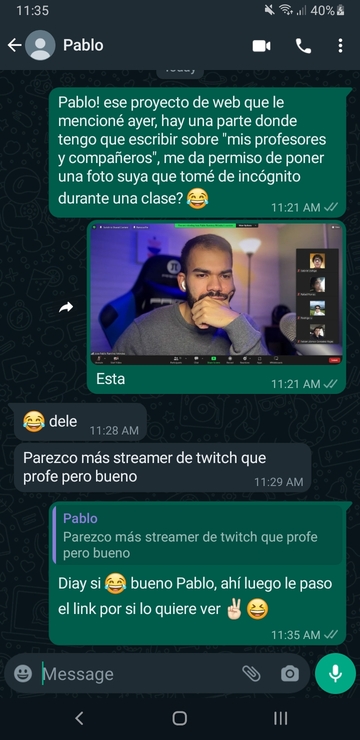 11:35
40%
Pablo
Today
Pablo! ese proyecto de web que le
mencioné ayer, hay una parte donde
tengo que escribir sobre "mis profesores
y compañeros", me da permiso de poner
una foto suya que tomé de incógnito
durante una clase? 😂
11:21 AM
Esta
11:21 AM
😂 dele
11:28 AM
Parezco más streamer de twitch que
profe pero bueno
11:29 AM
Pablo
Parezco más streamer de twitch que
profe pero bueno
Diay si 😂 bueno Pablo, ahí luego le paso
el link por si lo quiere ver ✌🏻 😆
11:35 AM
Message